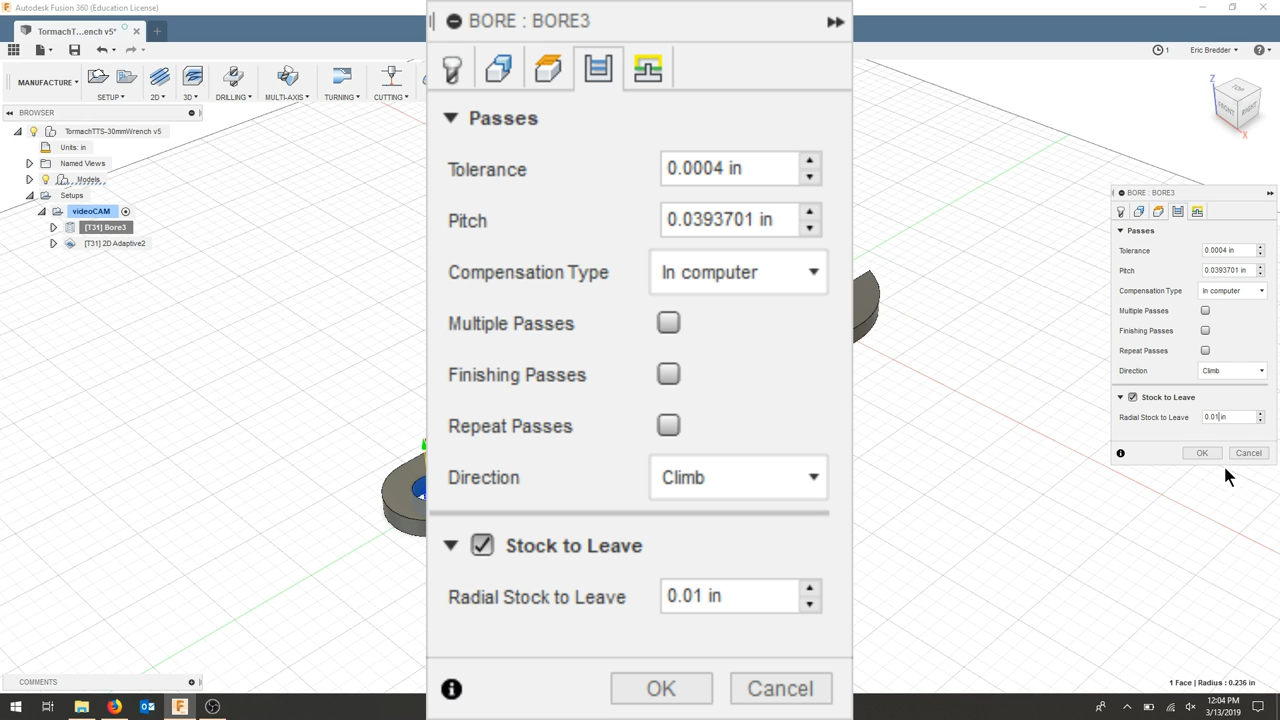 Autodesk Fusion 360 (Education License)
TormachT...ench v5*
Eric Bredder
1
MANUFACTURE
SETUP
2D
3D
DRILLING
MULTI-AXIS
TURNING
CUTTING
BROWSER
TormachTTS-30mmWrench v5
Units: in
Named Views
Models
Setups
videoCAM
[T31] Bore3
[T31] 2D Adaptive2
BORE : BORE3
Passes
Tolerance 0.0004 in
Pitch 0.0393701 in
Compensation Type In computer
Multiple Passes
Finishing Passes
Repeat Passes
Direction Climb
Stock to Leave
Radial Stock to Leave 0.01 in
OK Cancel
Z
TOP
FRONT
RIGHT
X
BORE : BORE3
Passes
Tolerance 0.0004 in
Pitch 0.0393701 in
Compensation Type In computer
Multiple Passes
Finishing Passes
Repeat Passes
Direction Climb
Stock to Leave
Radial Stock to Leave 0.01 in
OK Cancel
COMMENTS
1 Face | Radius : 0.236 in
12:04 PM
3/13/2019